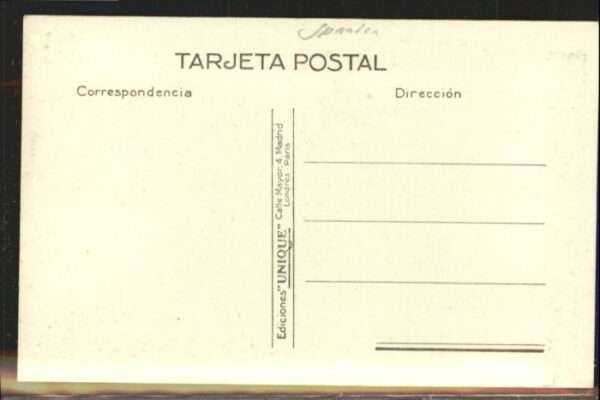 TARJETA POSTAL
Correspondencia
Dirección
Ediciones "UNIQUE" Calle Mayor, 4, Madrid
Londres Paris